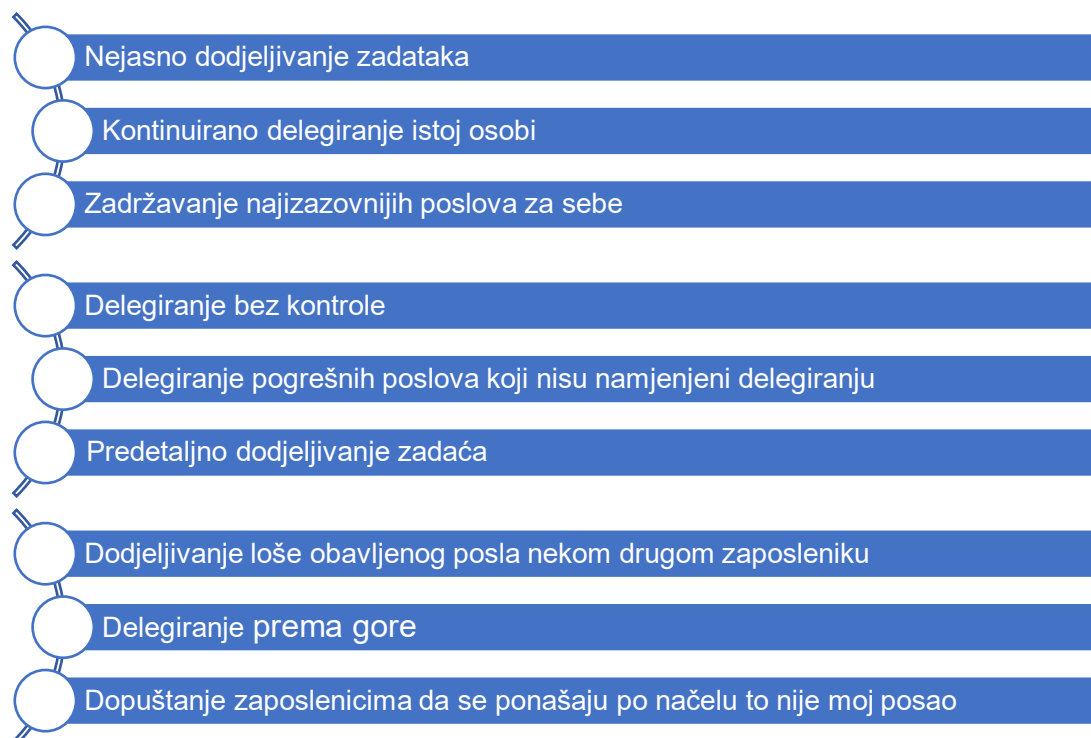 Nejasno dodjeljivanje zadataka
Kontinuirano delegiranje istoj osobi
Zadržavanje najizazovnijih poslova za sebe
Delegiranje bez kontrole
Delegiranje pogrešnih poslova koji nisu namjenjeni delegiranju
Predetaljno dodjeljivanje zadaća
Dodjeljivanje loše obavljenog posla nekom drugom zaposleniku
Delegiranje prema gore
Dopuštanje zaposlenicima da se ponašaju po načelu to nije moj posao